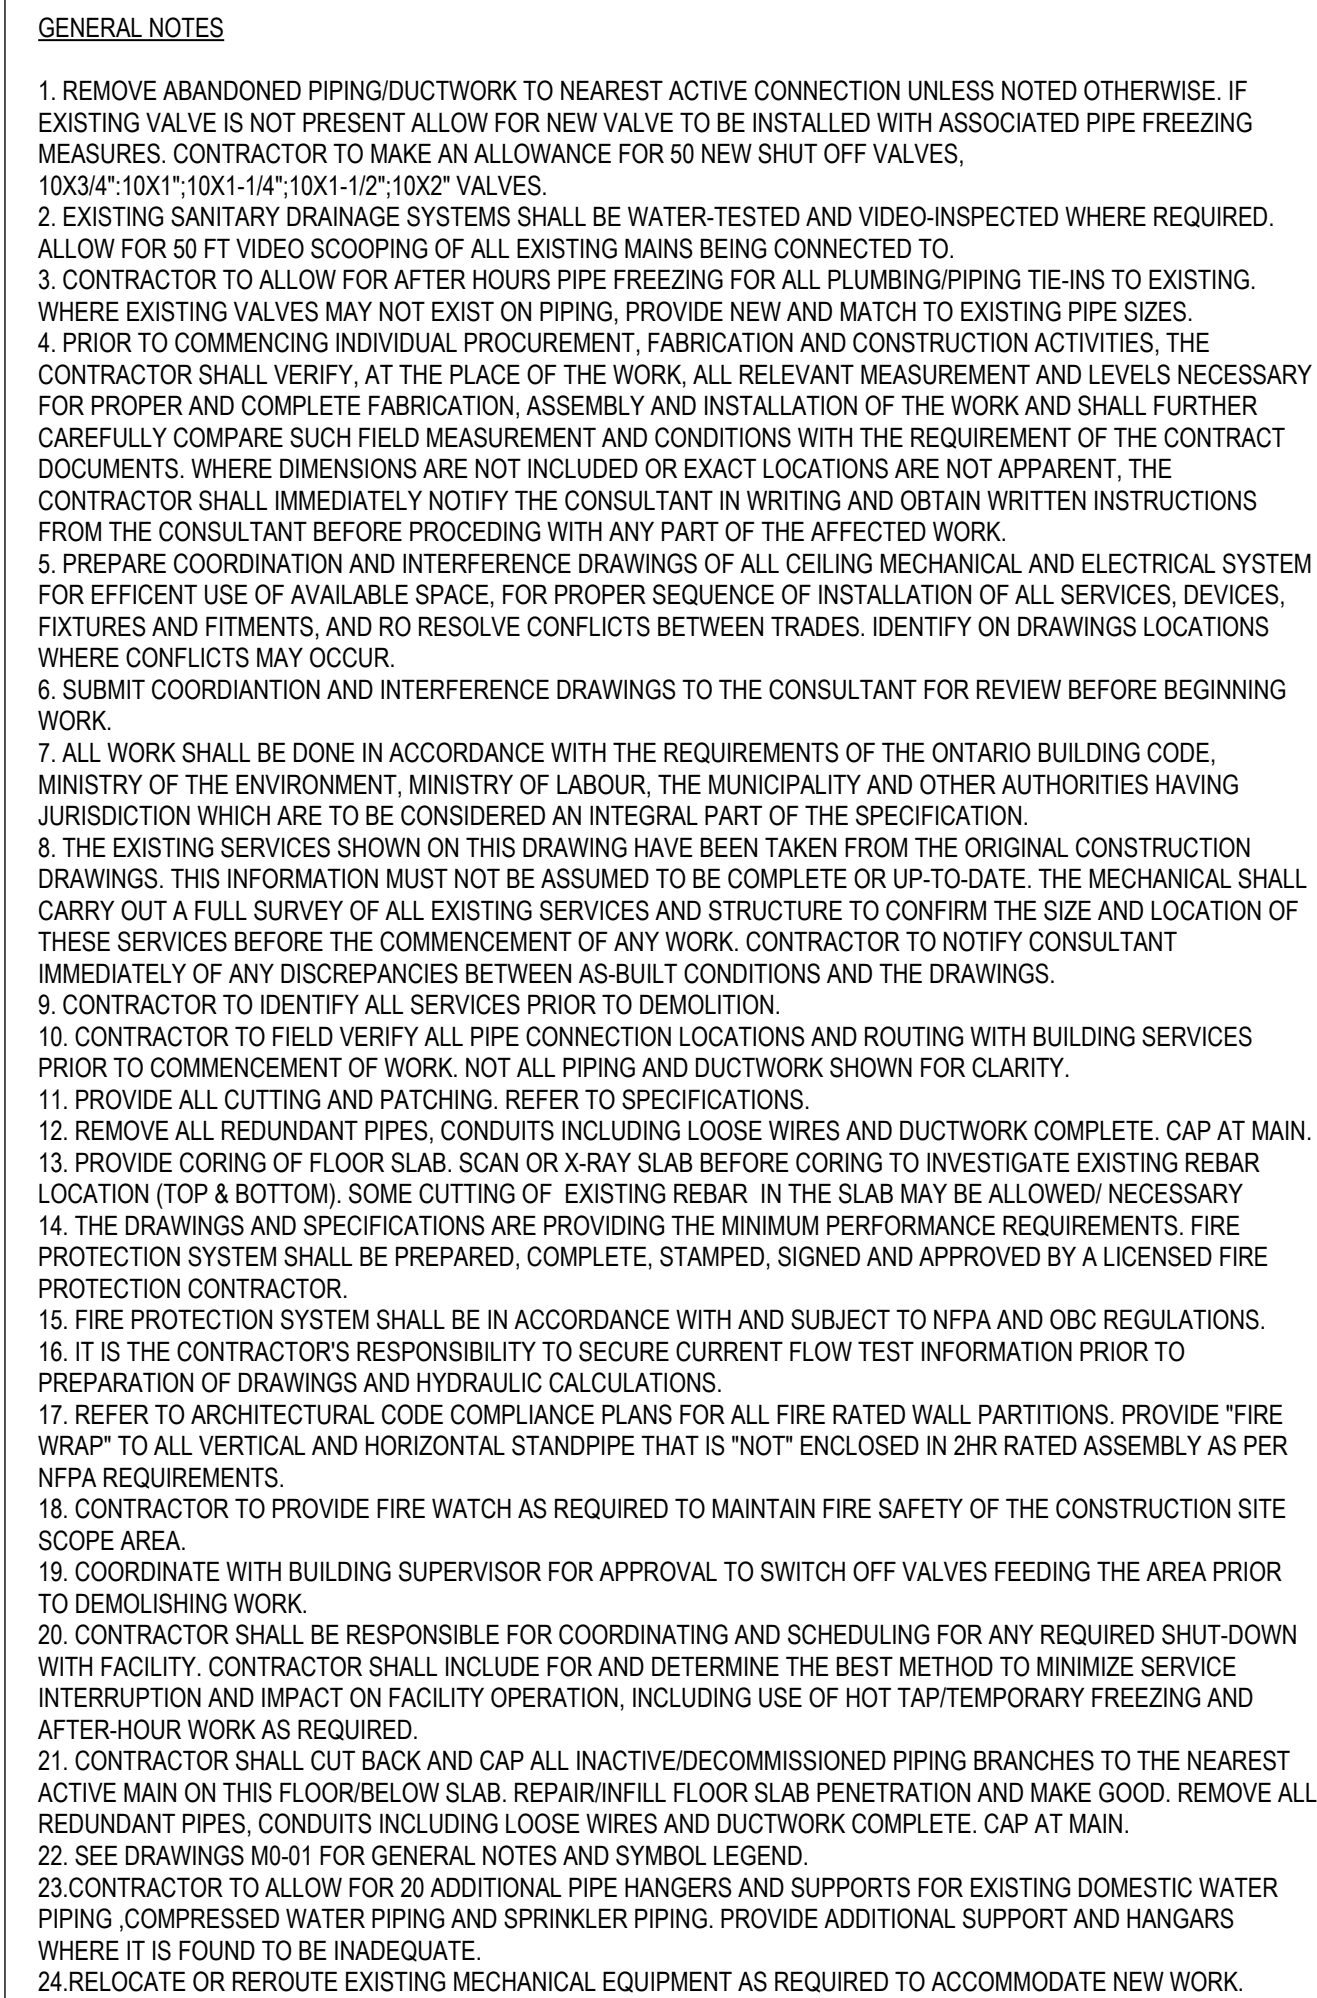 GENERAL NOTES
1. REMOVE ABANDONED PIPING/DUCTWORK TO NEAREST ACTIVE CONNECTION UNLESS NOTED OTHERWISE. IF
EXISTING VALVE IS NOT PRESENT ALLOW FOR NEW VALVE TO BE INSTALLED WITH ASSOCIATED PIPE FREEZING
MEASURES. CONTRACTOR TO MAKE AN ALLOWANCE FOR 50 NEW SHUT OFF VALVES,
10X3/4":10X1";10X1-1/4";10X1-1/2";10X2" VALVES.
2. EXISTING SANITARY DRAINAGE SYSTEMS SHALL BE WATER-TESTED AND VIDEO-INSPECTED WHERE REQUIRED.
ALLOW FOR 50 FT VIDEO SCOOPING OF ALL EXISTING MAINS BEING CONNECTED TO.
3. CONTRACTOR TO ALLOW FOR AFTER HOURS PIPE FREEZING FOR ALL PLUMBING/PIPING TIE-INS TO EXISTING.
WHERE EXISTING VALVES MAY NOT EXIST ON PIPING, PROVIDE NEW AND MATCH TO EXISTING PIPE SIZES.
4. PRIOR TO COMMENCING INDIVIDUAL PROCUREMENT, FABRICATION AND CONSTRUCTION ACTIVITIES, THE
CONTRACTOR SHALL VERIFY, AT THE PLACE OF THE WORK, ALL RELEVANT MEASUREMENT AND LEVELS NECESSARY
FOR PROPER AND COMPLETE FABRICATION, ASSEMBLY AND INSTALLATION OF THE WORK AND SHALL FURTHER
CAREFULLY COMPARE SUCH FIELD MEASUREMENT AND CONDITIONS WITH THE REQUIREMENT OF THE CONTRACT
DOCUMENTS. WHERE DIMENSIONS ARE NOT INCLUDED OR EXACT LOCATIONS ARE NOT APPARENT, THE
CONTRACTOR SHALL IMMEDIATELY NOTIFY THE CONSULTANT IN WRITING AND OBTAIN WRITTEN INSTRUCTIONS
FROM THE CONSULTANT BEFORE PROCEDING WITH ANY PART OF THE AFFECTED WORK.
5. PREPARE COORDINATION AND INTERFERENCE DRAWINGS OF ALL CEILING MECHANICAL AND ELECTRICAL SYSTEM
FOR EFFICENT USE OF AVAILABLE SPACE, FOR PROPER SEQUENCE OF INSTALLATION OF ALL SERVICES, DEVICES,
FIXTURES AND FITMENTS, AND RO RESOLVE CONFLICTS BETWEEN TRADES. IDENTIFY ON DRAWINGS LOCATIONS
WHERE CONFLICTS MAY OCCUR.
6. SUBMIT COORDIANTION AND INTERFERENCE DRAWINGS TO THE CONSULTANT FOR REVIEW BEFORE BEGINNING
WORK.
7. ALL WORK SHALL BE DONE IN ACCORDANCE WITH THE REQUIREMENTS OF THE ONTARIO BUILDING CODE,
MINISTRY OF THE ENVIRONMENT, MINISTRY OF LABOUR, THE MUNICIPALITY AND OTHER AUTHORITIES HAVING
JURISDICTION WHICH ARE TO BE CONSIDERED AN INTEGRAL PART OF THE SPECIFICATION.
8. THE EXISTING SERVICES SHOWN ON THIS DRAWING HAVE BEEN TAKEN FROM THE ORIGINAL CONSTRUCTION
DRAWINGS. THIS INFORMATION MUST NOT BE ASSUMED TO BE COMPLETE OR UP-TO-DATE. THE MECHANICAL SHALL
CARRY OUT A FULL SURVEY OF ALL EXISTING SERVICES AND STRUCTURE TO CONFIRM THE SIZE AND LOCATION OF
THESE SERVICES BEFORE THE COMMENCEMENT OF ANY WORK. CONTRACTOR TO NOTIFY CONSULTANT
IMMEDIATELY OF ANY DISCREPANCIES BETWEEN AS-BUILT CONDITIONS AND THE DRAWINGS.
9. CONTRACTOR TO IDENTIFY ALL SERVICES PRIOR TO DEMOLITION.
10. CONTRACTOR TO FIELD VERIFY ALL PIPE CONNECTION LOCATIONS AND ROUTING WITH BUILDING SERVICES
PRIOR TO COMMENCEMENT OF WORK. NOT ALL PIPING AND DUCTWORK SHOWN FOR CLARITY.
11. PROVIDE ALL CUTTING AND PATCHING. REFER TO SPECIFICATIONS.
12. REMOVE ALL REDUNDANT PIPES, CONDUITS INCLUDING LOOSE WIRES AND DUCTWORK COMPLETE. CAP AT MAIN.
13. PROVIDE CORING OF FLOOR SLAB. SCAN OR X-RAY SLAB BEFORE CORING TO INVESTIGATE EXISTING REBAR
LOCATION (TOP & BOTTOM). SOME CUTTING OF EXISTING REBAR IN THE SLAB MAY BE ALLOWED/ NECESSARY
14. THE DRAWINGS AND SPECIFICATIONS ARE PROVIDING THE MINIMUM PERFORMANCE REQUIREMENTS. FIRE
PROTECTION SYSTEM SHALL BE PREPARED, COMPLETE, STAMPED, SIGNED AND APPROVED BY A LICENSED FIRE
PROTECTION CONTRACTOR.
15. FIRE PROTECTION SYSTEM SHALL BE IN ACCORDANCE WITH AND SUBJECT TO NFPA AND OBC REGULATIONS.
16. IT IS THE CONTRACTOR'S RESPONSIBILITY TO SECURE CURRENT FLOW TEST INFORMATION PRIOR TO
PREPARATION OF DRAWINGS AND HYDRAULIC CALCULATIONS.
17. REFER TO ARCHITECTURAL CODE COMPLIANCE PLANS FOR ALL FIRE RATED WALL PARTITIONS. PROVIDE "FIRE
WRAP" TO ALL VERTICAL AND HORIZONTAL STANDPIPE THAT IS "NOT" ENCLOSED IN 2HR RATED ASSEMBLY AS PER
NFPA REQUIREMENTS.
18. CONTRACTOR TO PROVIDE FIRE WATCH AS REQUIRED TO MAINTAIN FIRE SAFETY OF THE CONSTRUCTION SITE
SCOPE AREA.
19. COORDINATE WITH BUILDING SUPERVISOR FOR APPROVAL TO SWITCH OFF VALVES FEEDING THE AREA PRIOR
TO DEMOLISHING WORK.
20. CONTRACTOR SHALL BE RESPONSIBLE FOR COORDINATING AND SCHEDULING FOR ANY REQUIRED SHUT-DOWN
WITH FACILITY. CONTRACTOR SHALL INCLUDE FOR AND DETERMINE THE BEST METHOD TO MINIMIZE SERVICE
INTERRUPTION AND IMPACT ON FACILITY OPERATION, INCLUDING USE OF HOT TAP/TEMPORARY FREEZING AND
AFTER-HOUR WORK AS REQUIRED.
21. CONTRACTOR SHALL CUT BACK AND CAP ALL INACTIVE/DECOMMISSIONED PIPING BRANCHES TO THE NEAREST
ACTIVE MAIN ON THIS FLOOR/BELOW SLAB. REPAIR/INFILL FLOOR SLAB PENETRATION AND MAKE GOOD. REMOVE ALL
REDUNDANT PIPES, CONDUITS INCLUDING LOOSE WIRES AND DUCTWORK COMPLETE. CAP AT MAIN.
22. SEE DRAWINGS M0-01 FOR GENERAL NOTES AND SYMBOL LEGEND.
23.CONTRACTOR TO ALLOW FOR 20 ADDITIONAL PIPE HANGERS AND SUPPORTS FOR EXISTING DOMESTIC WATER
PIPING ,COMPRESSED WATER PIPING AND SPRINKLER PIPING. PROVIDE ADDITIONAL SUPPORT AND HANGARS
WHERE IT IS FOUND TO BE INADEQUATE.
24.RELOCATE OR REROUTE EXISTING MECHANICAL EQUIPMENT AS REQUIRED TO ACCOMMODATE NEW WORK.